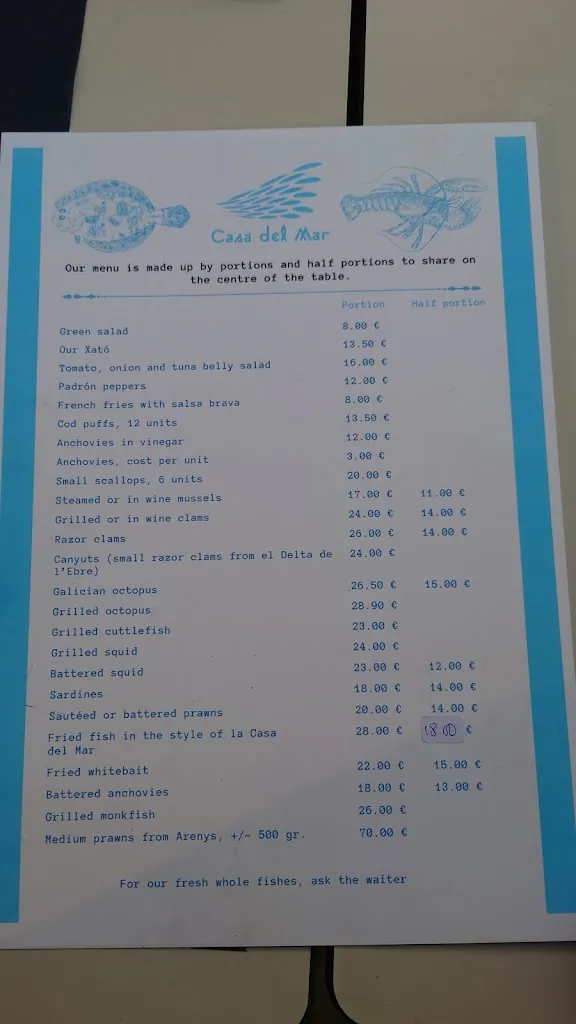 Casa del Mar
Our menu is made up by portions and half portions to share on
the centre of the table.
Portion Half portion
Green salad 8.00 €
Our Xató 13.50 €
Tomato, onion and tuna belly salad 16.00 €
Padrón peppers 12.00 €
French fries with salsa brava 8.00 €
Cod puffs, 12 units 13.50 €
Anchovies in vinegar 12.00 €
Anchovies, cost per unit 3.00 €
Small scallops, 6 units 20.00 €
Steamed or in wine mussels 17.00 € 11.00 €
Grilled or in wine clams 24.00 € 14.00 €
Razor clams 26.00 € 14.00 €
Canyuts (small razor clams from el Delta de 24.00 €
l'Ebre)
Galician octopus 26.50 € 15.00 €
Grilled octopus 28.90 €
Grilled cuttlefish 23.00 €
Grilled squid 24.00 €
Battered squid 23.00 € 12.00 €
Sardines 18.00 € 14.00 €
Sautéed or battered prawns 20.00 € 14.00 €
Fried fish in the style of la Casa 28.00 € 18.00 €
del Mar
Fried whitebait 22.00 € 15.00 €
Battered anchovies 18.00 € 13.00 €
Grilled monkfish 26.00 €
Medium prawns from Arenys, +/- 500 gr. 70.00 €
For our fresh whole fishes, ask the waiter